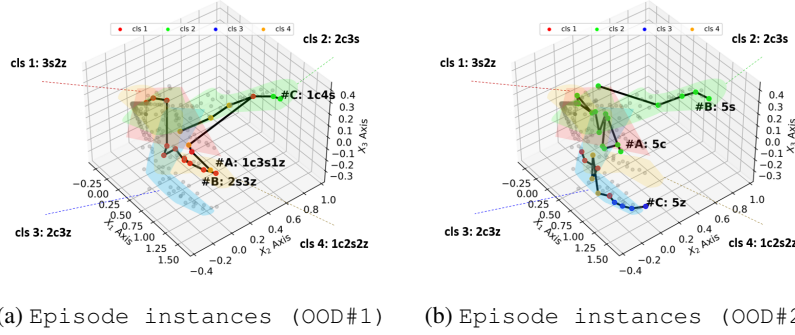 cls 1 cls 2 cls 3 cls 4
cls 2: 2c3s
cls 1: 3s2z
#C: 1c4s
#A: 1c3s1z
#B: 2s3z
cls 3: 2c3z
cls 4: 1c2s2z
0.4
0.3
0.2
0.1
0.0
-0.1
-0.2
-0.3
X₃ Axis
−0.25
0.00
0.25
0.50
0.75
1.00
1.25
1.50
X₁ Axis
−0.4
−0.2
0.0
0.2
0.4
0.6
0.8
1.0
X₂ Axis
(a) Episode instances (OOD#1)
cls 1 cls 2 cls 3 cls 4
cls 2: 2c3s
cls 1: 3s2z
#B: 5s
#A: 5c
#C: 5z
cls 3: 2c3z
cls 4: 1c2s2z
0.4
0.3
0.2
0.1
0.0
-0.1
-0.2
-0.3
X₃ Axis
−0.25
0.00
0.25
0.50
0.75
1.00
1.25
1.50
X₁ Axis
−0.4
−0.2
0.0
0.2
0.4
0.6
0.8
1.0
X₂ Axis
(b) Episode instances (OOD#2